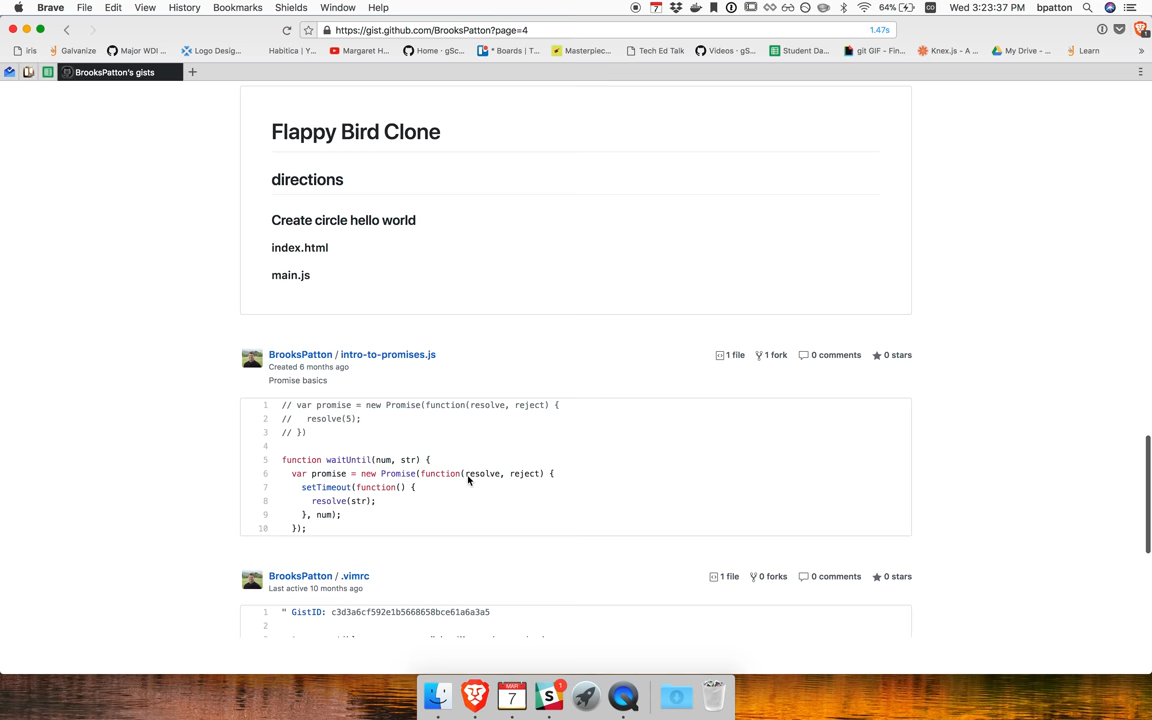 Brave File Edit View History Bookmarks Shields Window Help 7 64% Wed 3:23:37 PM bpatton
https://gist.github.com/BrooksPatton?page=4 1.47s
iris Galvanize Major WDI ... Logo Desig... Habitica | Y... Margaret H... Home · gSc... * Boards | T... Masterpiec... Tech Ed Talk Videos · gS... Student Da... git GIF - Fin... Knex.js - A ... My Drive - ... Learn »
BrooksPatton's gists
Flappy Bird Clone
directions
Create circle hello world
index.html
main.js
BrooksPatton / intro-to-promises.js 1 file 1 fork 0 comments 0 stars
Created 6 months ago
Promise basics
1 // var promise = new Promise(function(resolve, reject) {
2 // resolve(5);
3 // })
4
5 function waitUntil(num, str) {
6 var promise = new Promise(function(resolve, reject) {
7 setTimeout(function() {
8 resolve(str);
9 }, num);
10 });
BrooksPatton / .vimrc 1 file 0 forks 0 comments 0 stars
Last active 10 months ago
1 " GistID: c3d3a6cf592e1b5668658bce61a6a3a5
2
MAR
7 1